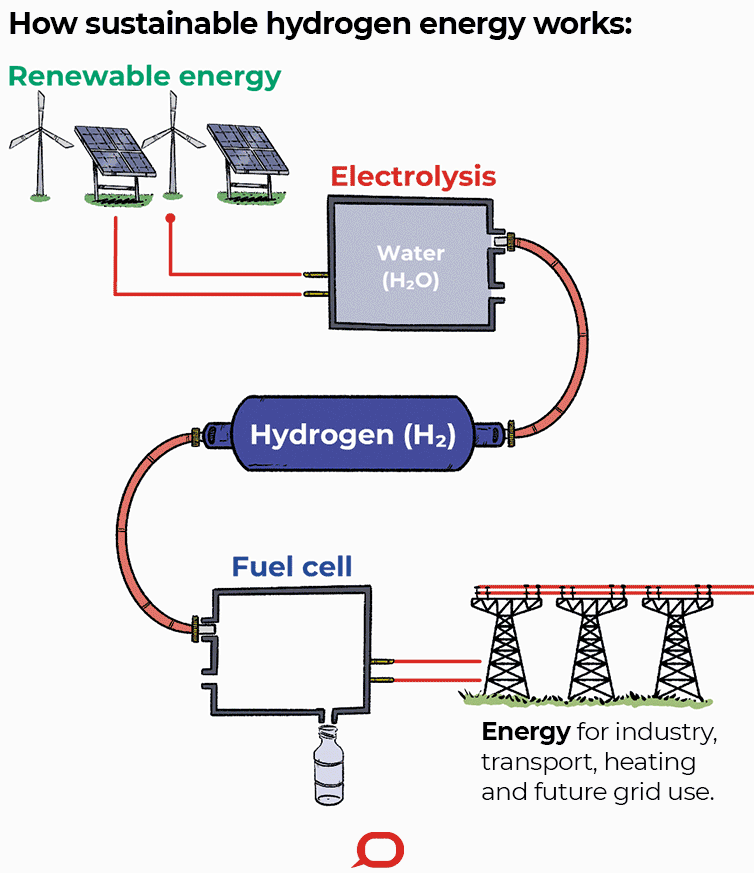 How sustainable hydrogen energy works:
Renewable energy
Electrolysis
Water
(H₂O)
Hydrogen (H₂)
Fuel cell
Energy for industry,
transport, heating
and future grid use.